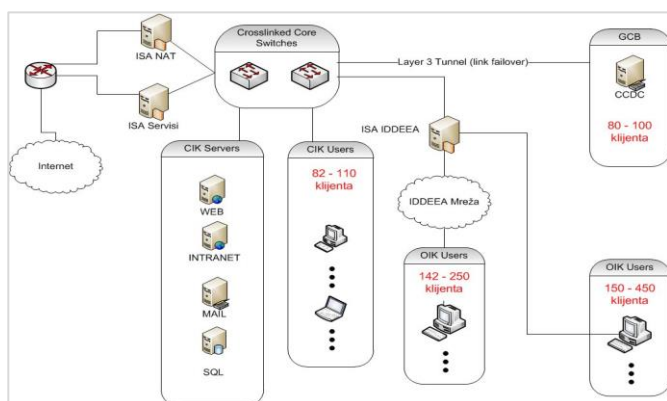 Crosslinked Core
Switches
GCB
ISA NAT
Layer 3 Tunnel (link failover)
CCDC
ISA Servisi
ISA IDDEEA
80 - 100
klijenta
Internet
CIK Servers
CIK Users
82 - 110
klijenta
WEB
IDDEEA Mreža
INTRANET
OIK Users
142 - 250
klijenta
OIK Users
150 - 450
klijenta
MAIL
SQL